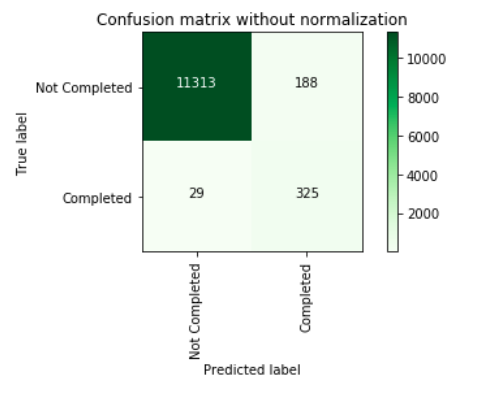 Confusion matrix without normalization
True label
Not Completed
11313
188
Completed
29
325
10000
8000
6000
4000
2000
Not Completed
Completed
Predicted label